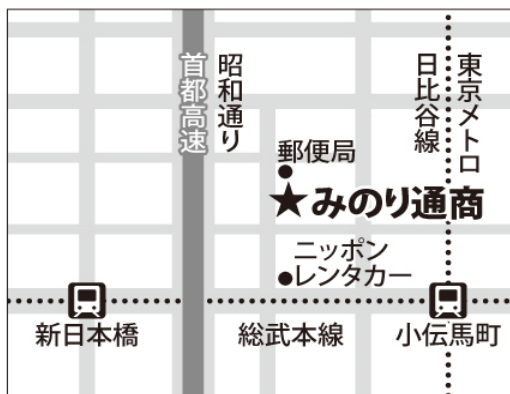 首都高速
昭和通り
日比谷線
東京メトロ
郵便局
★みのり通商
ニッポン
レンタカー
新日本橋
総武本線
小伝馬町